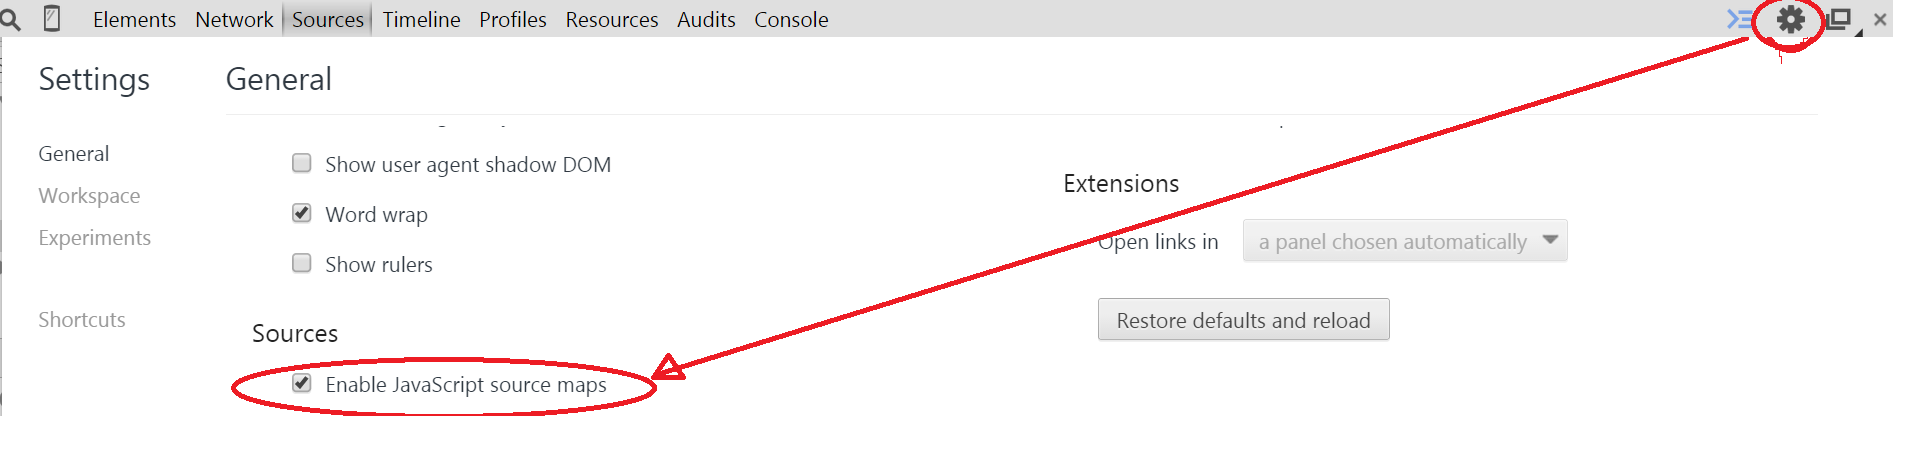 Elements Network Sources Timeline Profiles Resources Audits Console
Settings
General
General
Workspace
Experiments
Shortcuts
Show user agent shadow DOM
Word wrap
Show rulers
Sources
Enable JavaScript source maps
Extensions
Open links in a panel chosen automatically
Restore defaults and reload